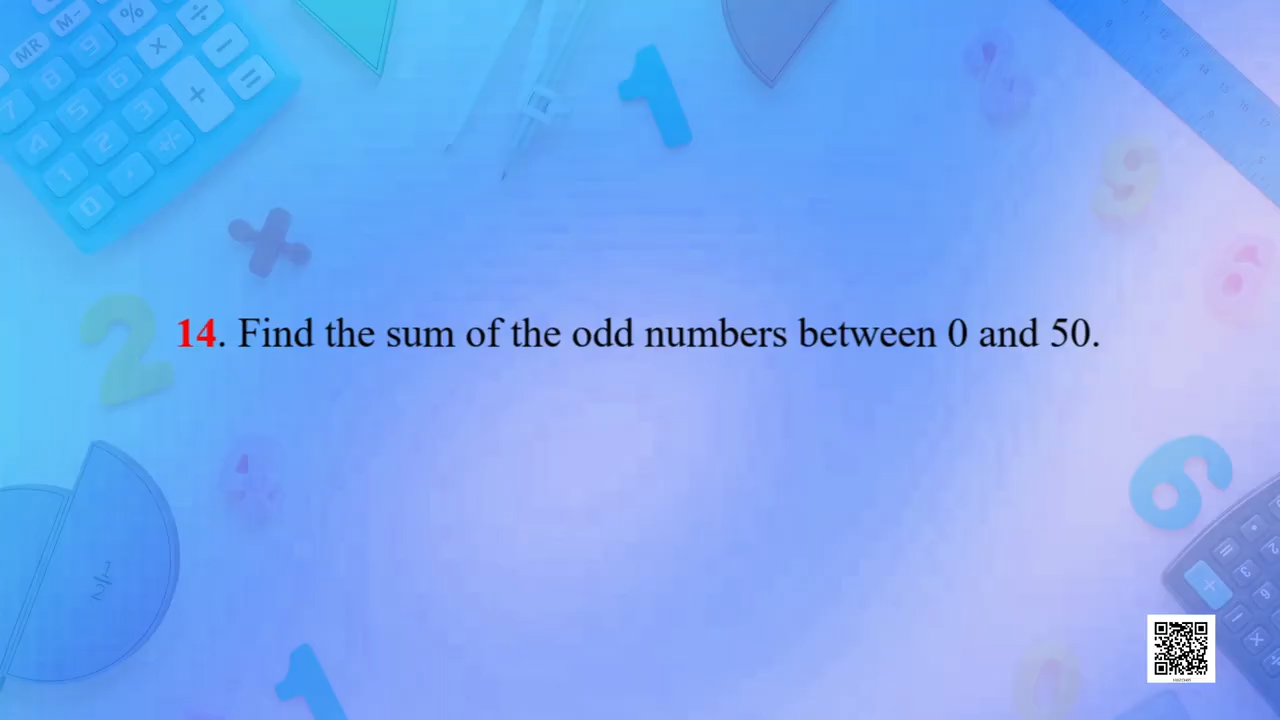 14. Find the sum of the odd numbers between 0 and 50.